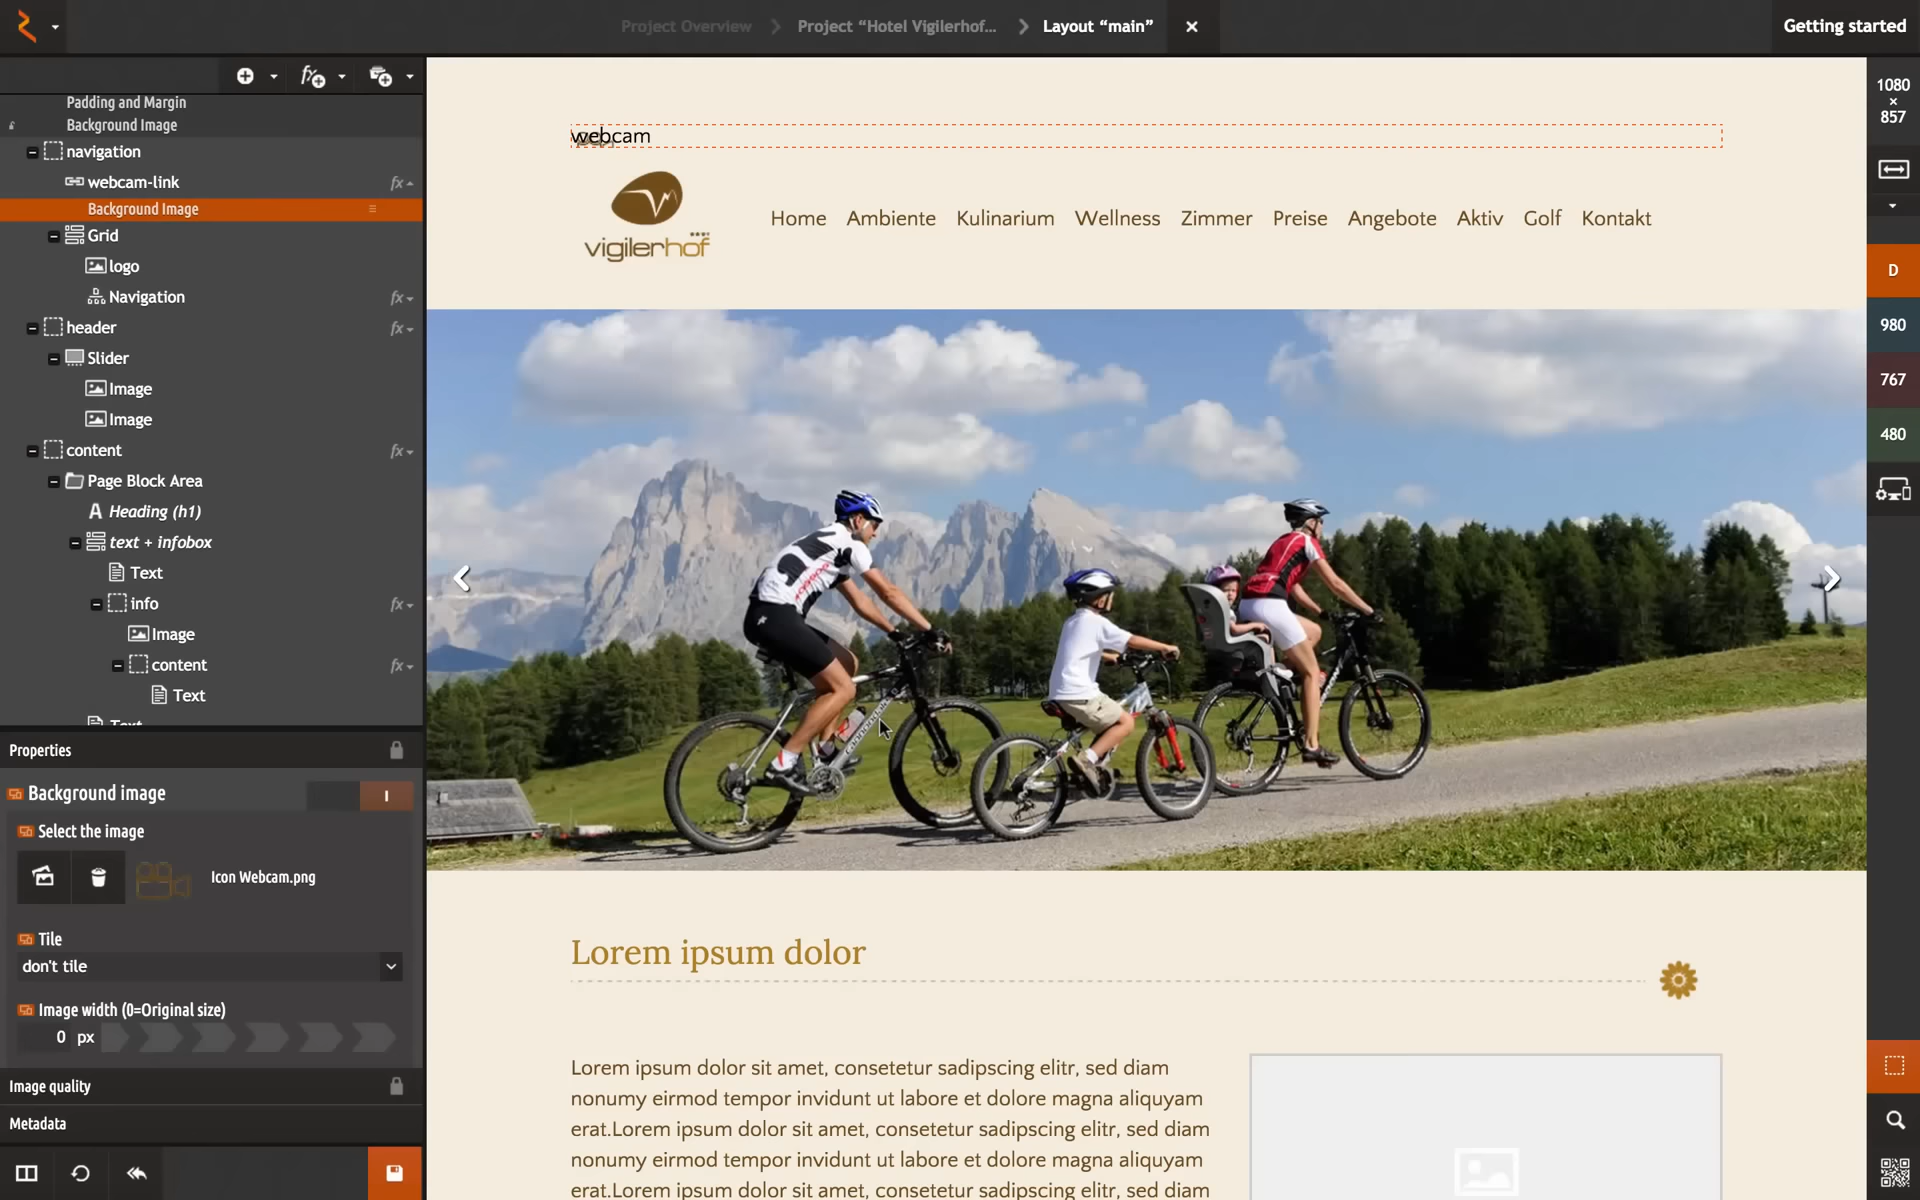 Project Overview
Project “Hotel Vigilerhof...
Layout “main”
Getting started
Padding and Margin
Background Image
navigation
webcam-link
fx
Background Image
Grid
logo
Navigation
fx
header
fx
Slider
Image
Image
content
fx
Page Block Area
Heading (h1)
text + infobox
Text
info
fx
Image
content
fx
Text
Text
Properties
Background image
Select the image
Icon Webcam.png
Tile
don't tile
Image width (0=Original size)
0 px
Image quality
Metadata
webcam
vigilerhof
Home Ambiente Kulinarium Wellness Zimmer Preise Angebote Aktiv Golf Kontakt
Lorem ipsum dolor
Lorem ipsum dolor sit amet, consetetur sadipscing elitr, sed diam
nonumy eirmod tempor invidunt ut labore et dolore magna aliquyam
erat.Lorem ipsum dolor sit amet, consetetur sadipscing elitr, sed diam
nonumy eirmod tempor invidunt ut labore et dolore magna aliquyam
erat.Lorem ipsum dolor sit amet, consetetur sadipscing elitr, sed diam
1080
×
857
D
980
767
480